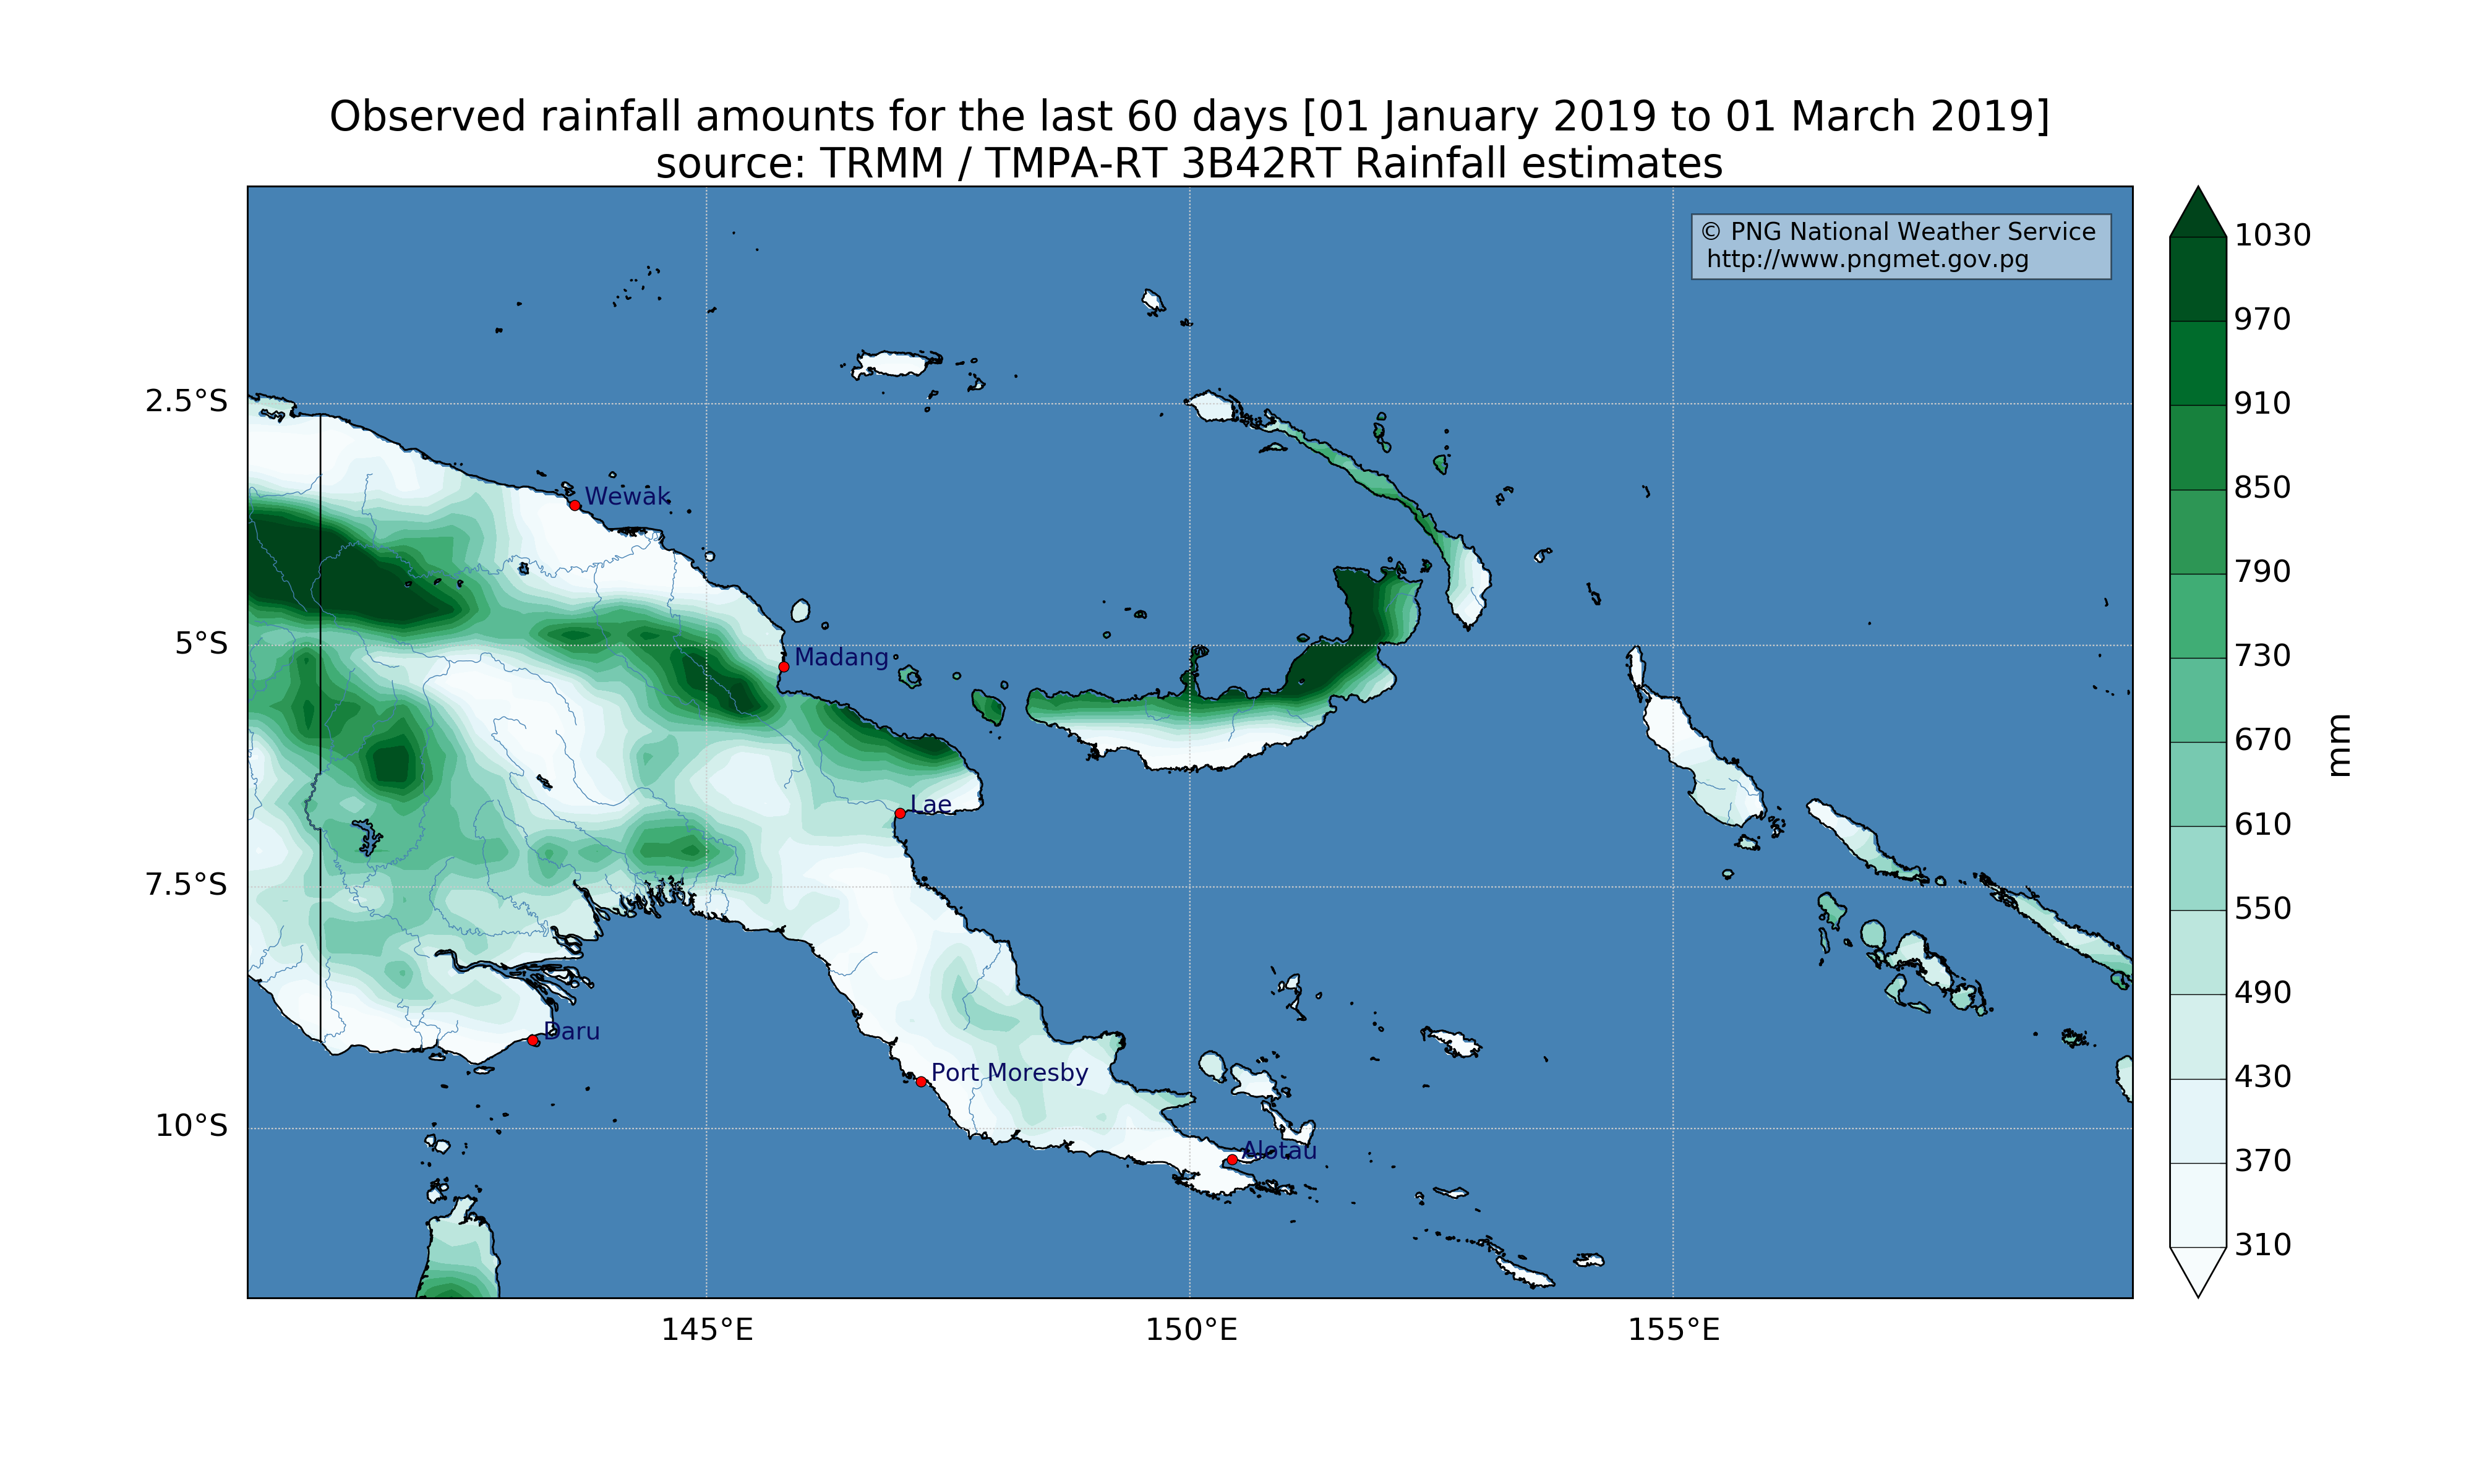 Observed rainfall amounts for the last 60 days [01 January 2019 to 01 March 2019]
source: TRMM / TMPA-RT 3B42RT Rainfall estimates
© PNG National Weather Service
http://www.pngmet.gov.pg
1030
970
910
850
790
730
670
610
550
490
430
370
310
mm
2.5°S
5°S
7.5°S
10°S
Wewak
Madang
Lae
Daru
Port Moresby
Alotau
145°E
150°E
155°E